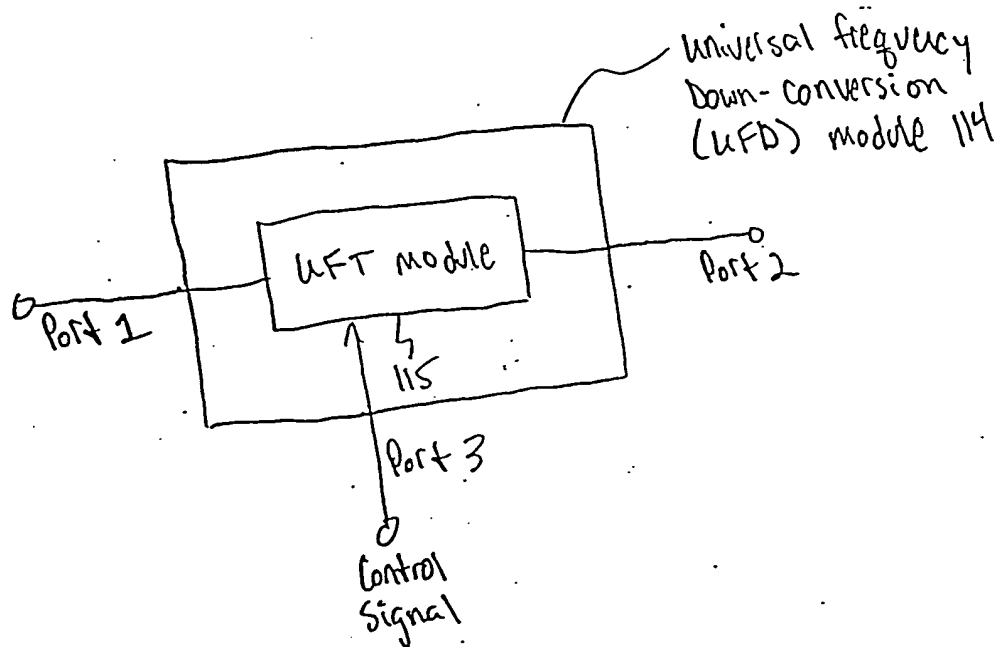 universal frequency
Down-conversion
(UFD) module 114
UFT module
Port 2
Port 1
115
Port 3
Control
Signal